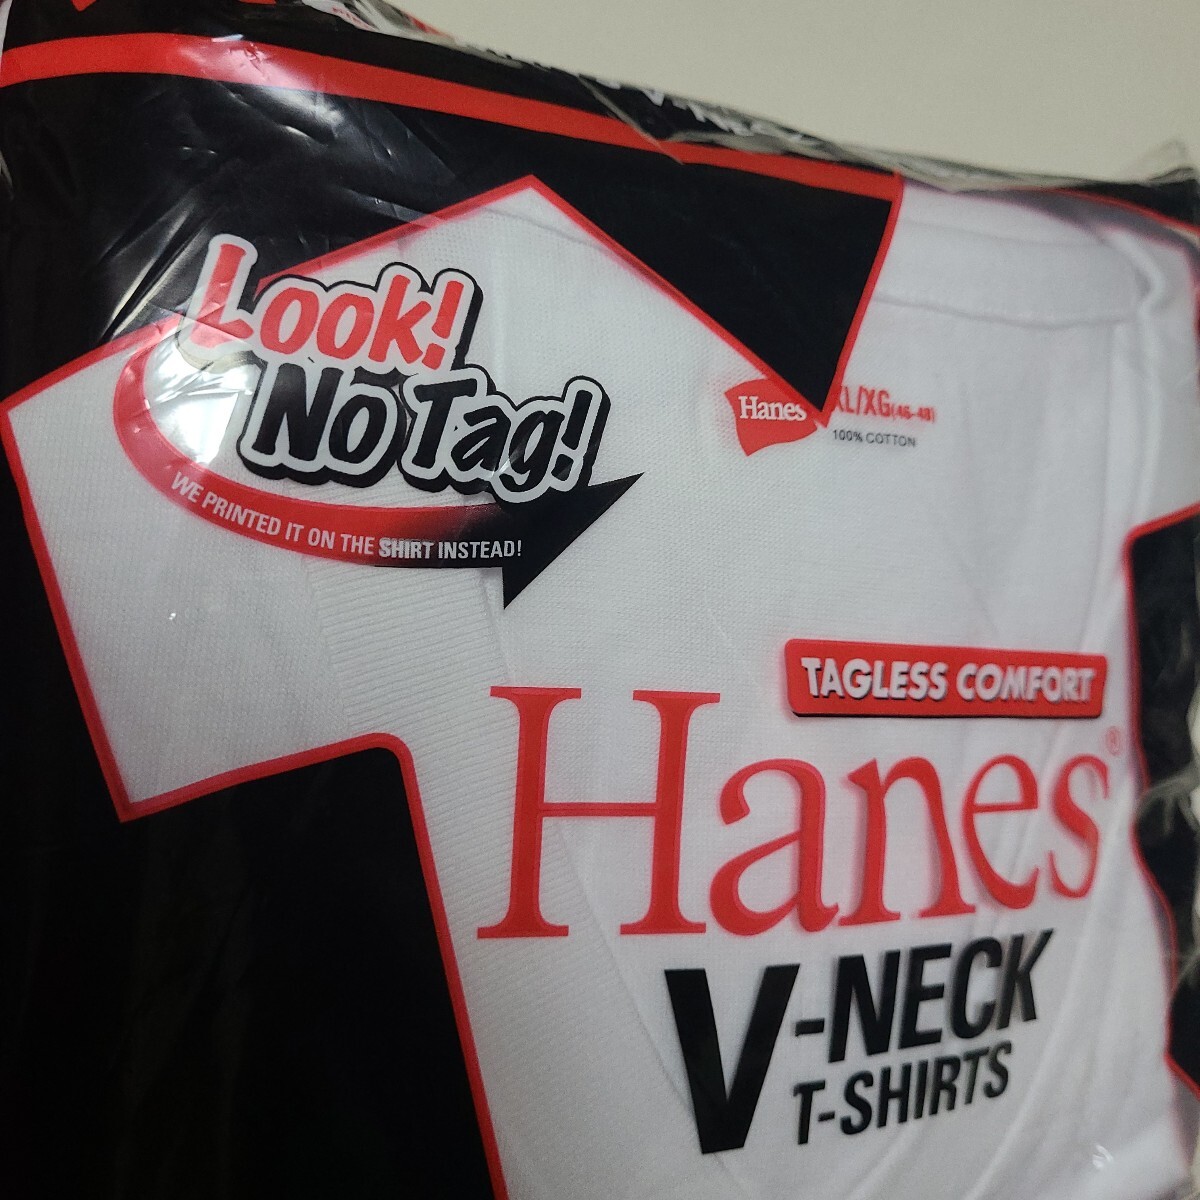 Look!
No Tag!
WE PRINTED IT ON THE SHIRT INSTEAD!
Hanes
XL/XG(46-48)
100% COTTON
TAGLESS COMFORT
Hanes®
V-NECK
T-SHIRTS